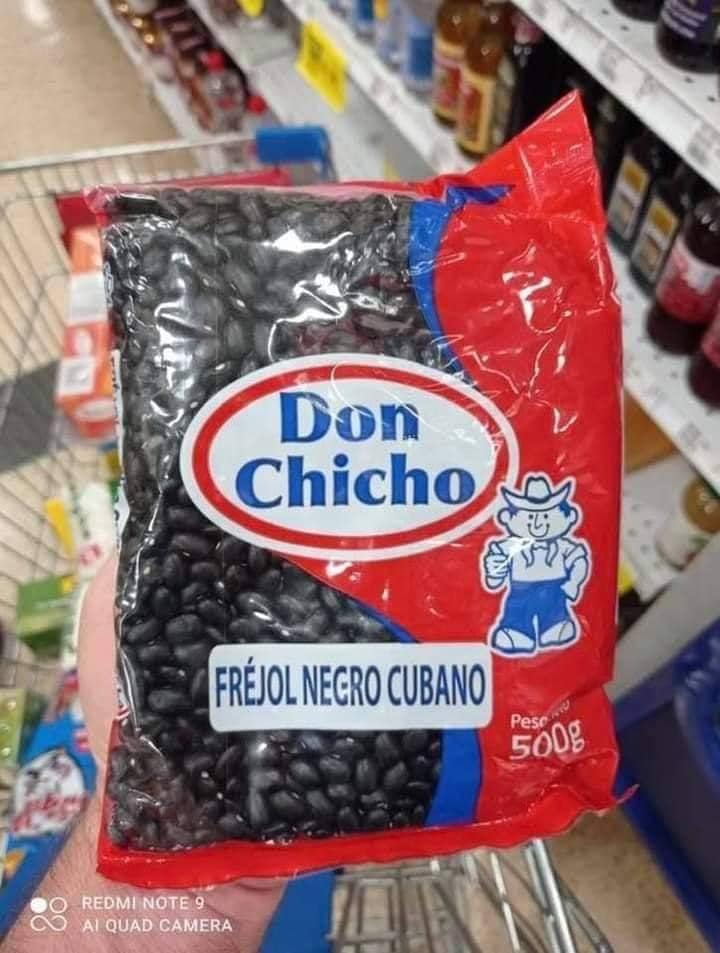 Don
Chicho
FRÉJOL NEGRO CUBANO
500g
REDMI NOTE 9
AI QUAD CAMERA